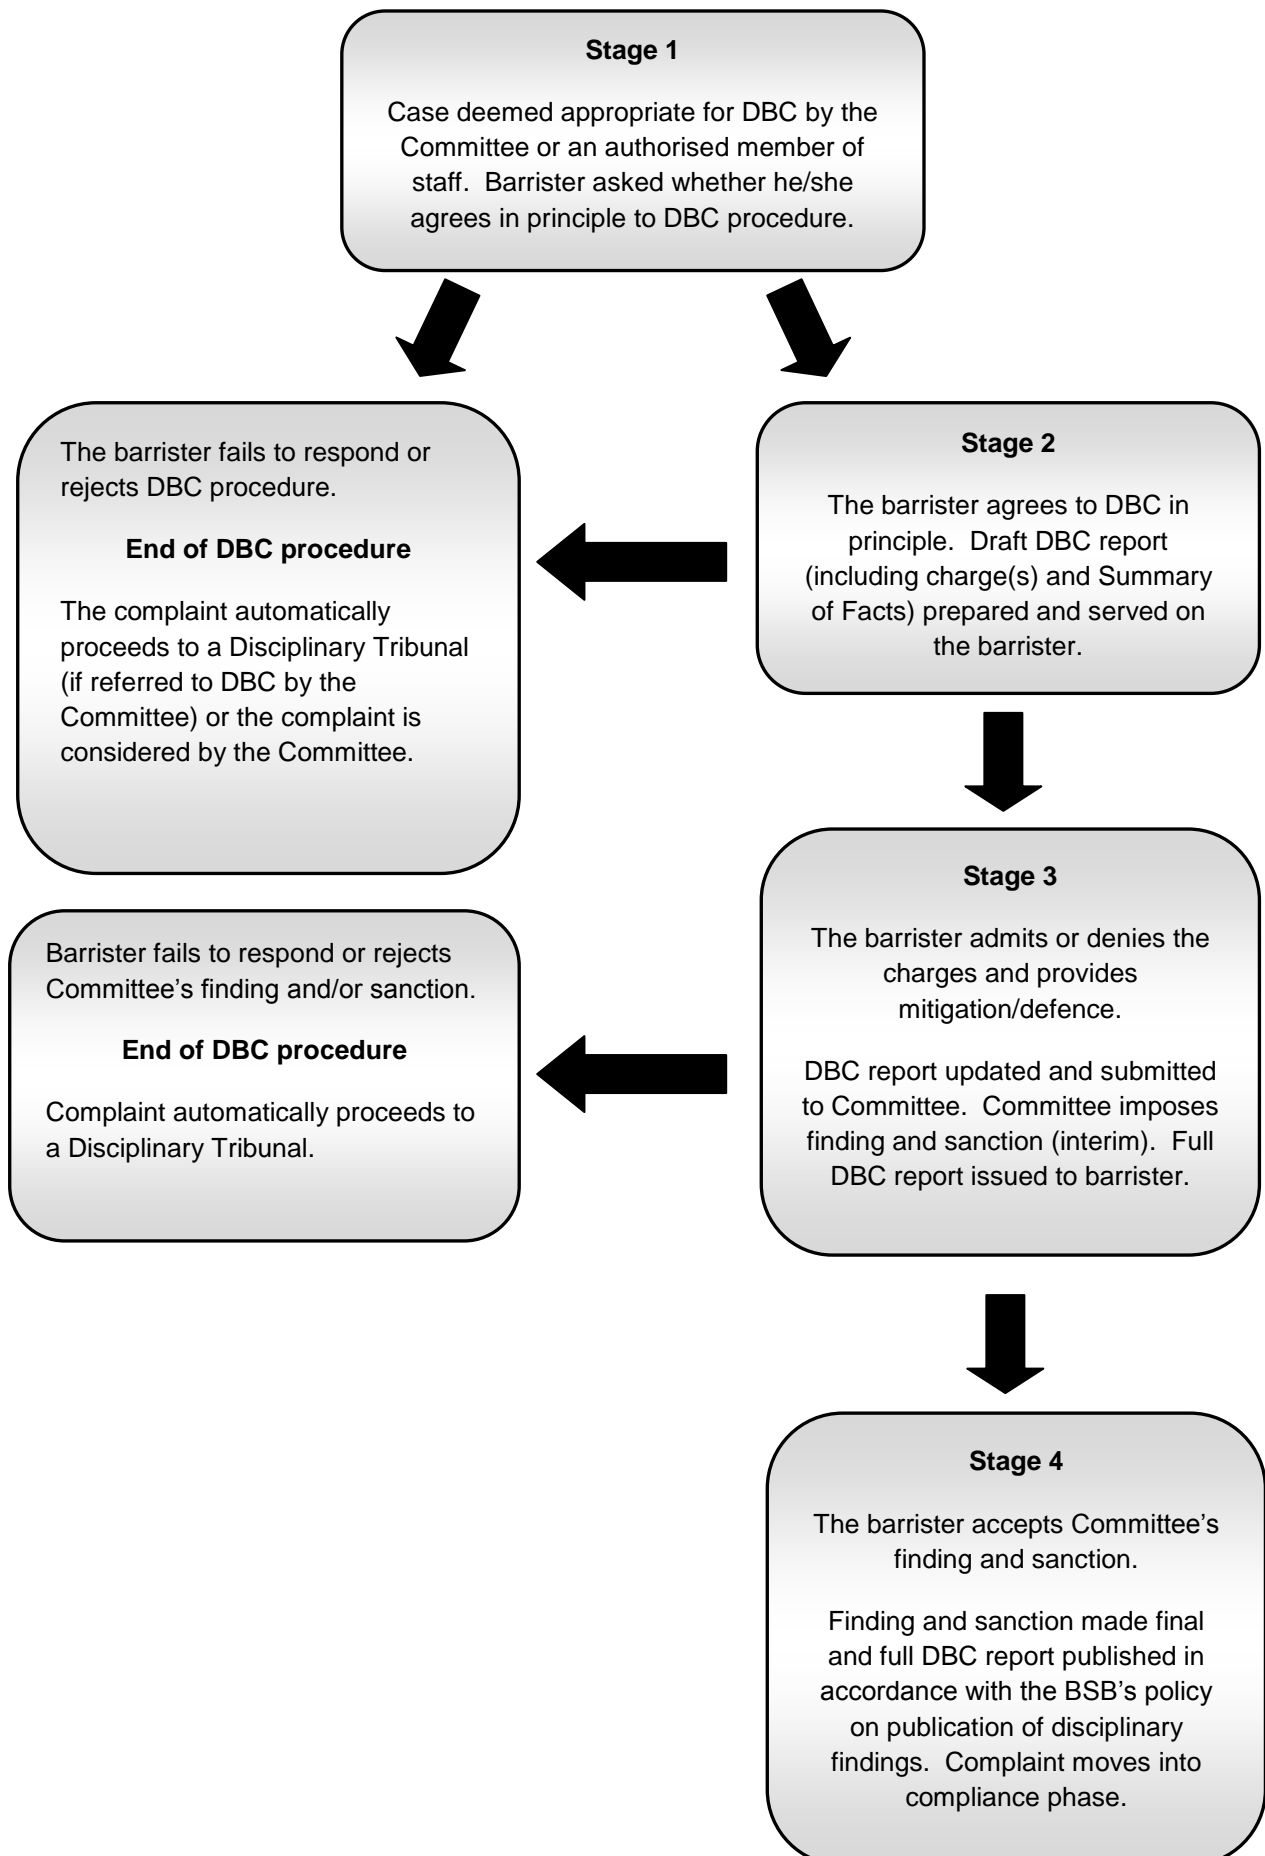 Stage 1
Case deemed appropriate for DBC by the
Committee or an authorised member of
staff.  Barrister asked whether he/she
agrees in principle to DBC procedure.
The barrister fails to respond or
rejects DBC procedure.
End of DBC procedure
The complaint automatically
proceeds to a Disciplinary Tribunal
(if referred to DBC by the
Committee) or the complaint is
considered by the Committee.
Stage 2
The barrister agrees to DBC in
principle.  Draft DBC report
(including charge(s) and Summary
of Facts) prepared and served on
the barrister.
Stage 3
The barrister admits or denies the
charges and provides
mitigation/defence.
DBC report updated and submitted
to Committee.  Committee imposes
finding and sanction (interim).  Full
DBC report issued to barrister.
Barrister fails to respond or rejects
Committee’s finding and/or sanction.
End of DBC procedure
Complaint automatically proceeds to
a Disciplinary Tribunal.
Stage 4
The barrister accepts Committee’s
finding and sanction.
Finding and sanction made final
and full DBC report published in
accordance with the BSB’s policy
on publication of disciplinary
findings.  Complaint moves into
compliance phase.